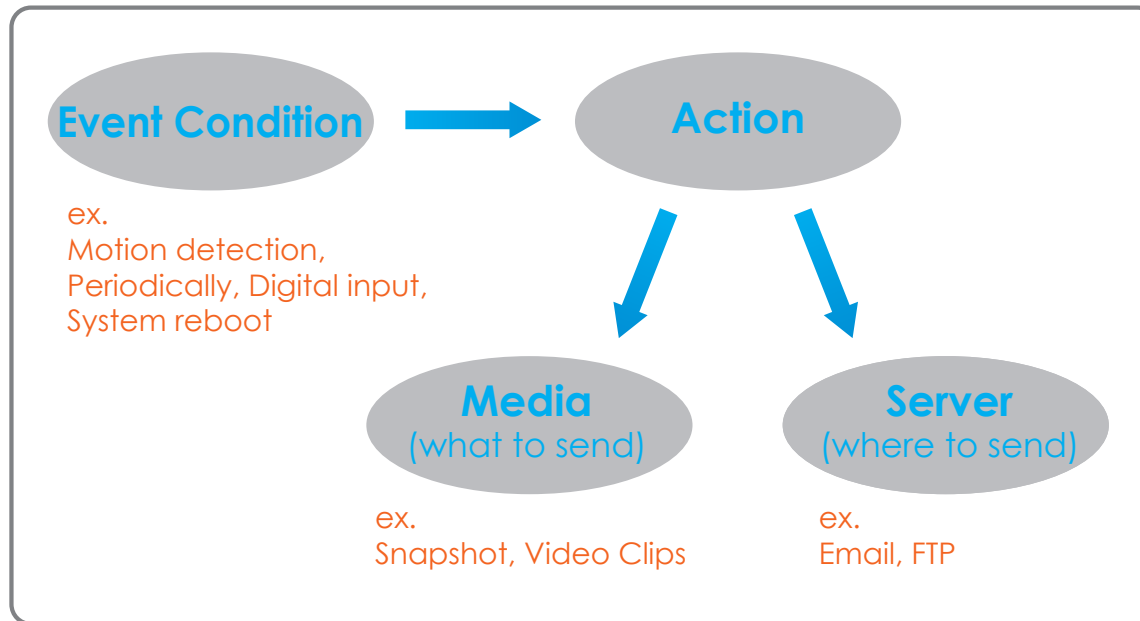 Event Condition
Action
ex.
Motion detection,
Periodically, Digital input,
System reboot
Media
(what to send)
Server
(where to send)
ex.
Snapshot, Video Clips
ex.
Email, FTP